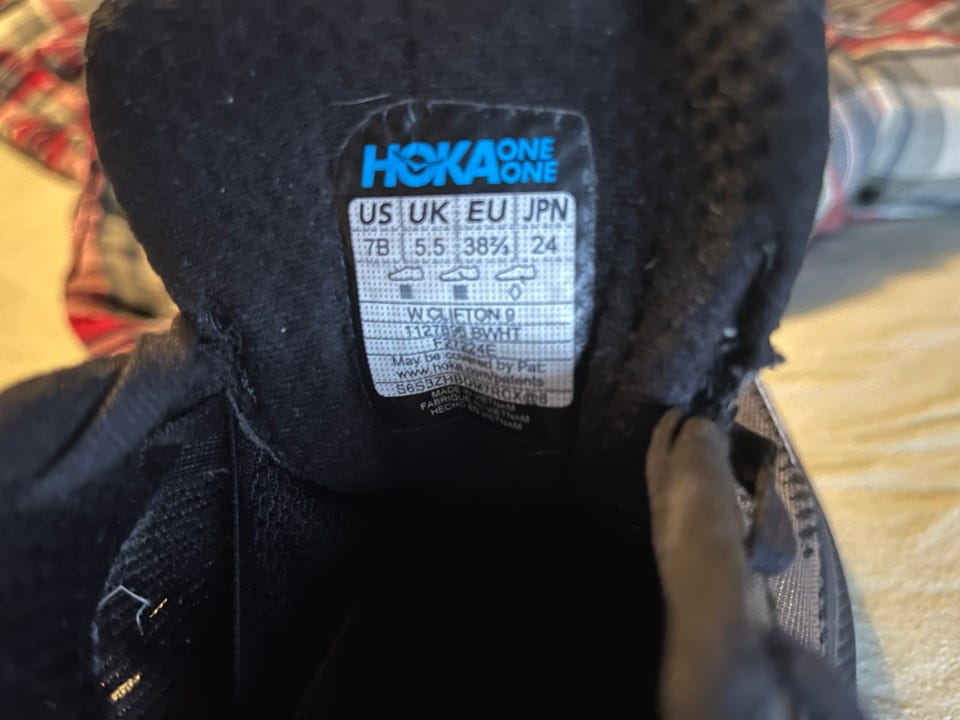 HOKA ONE ONE
US UK EU JPN
7B 5.5 38⅔ 24
W CLIFTON 9
BWHT
May be covered by Pat:
www.hoka.com/patents
MADE IN VIETNAM
FABRIQUÉ AU VIETNAM
HECHO EN VIETNAM